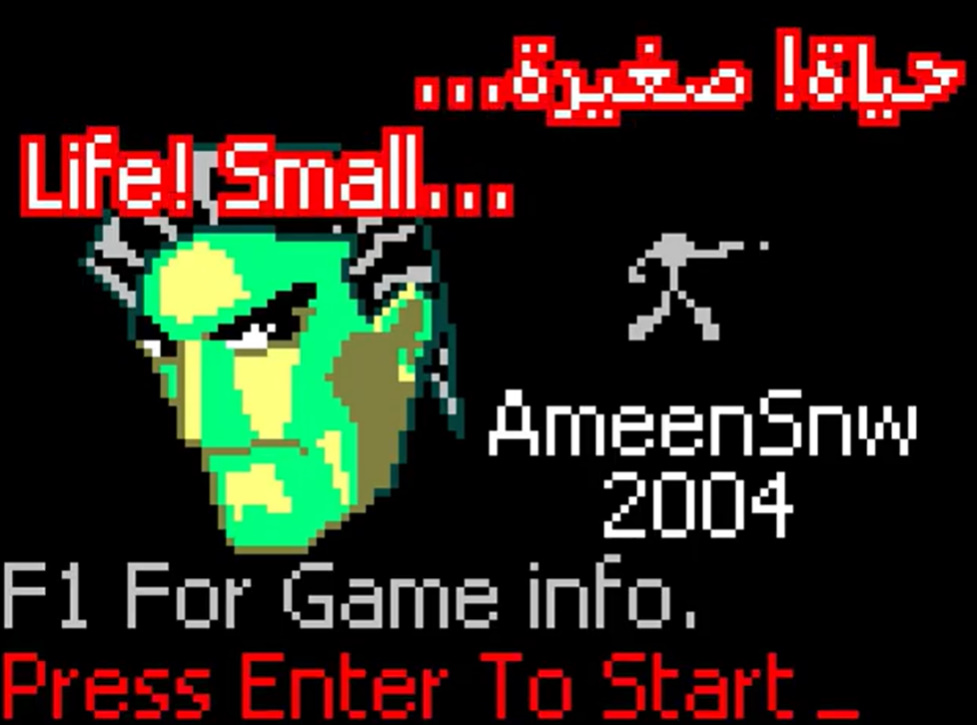 حياة! صغيرة...
Life! Small...
AmeenSnw
2004
F1 For Game info.
Press Enter To Start _